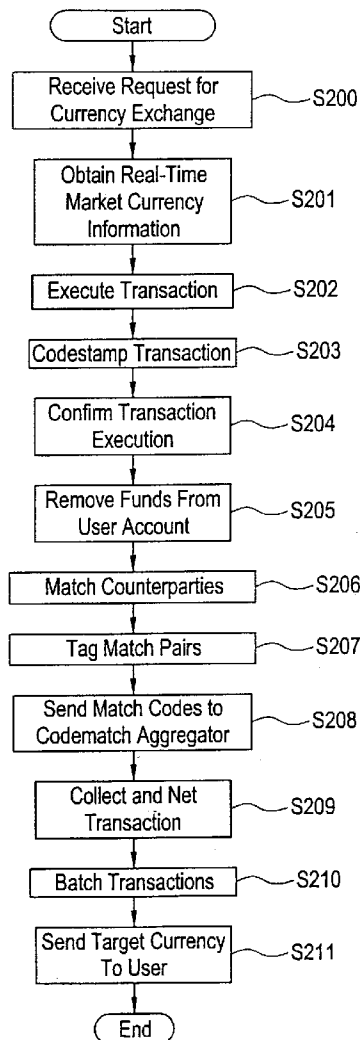 Start
Receive Request for
Currency Exchange
S200
Obtain Real-Time
Market Currency
Information
S201
Execute Transaction
S202
Codestamp Transaction
S203
Confirm Transaction
Execution
S204
Remove Funds From
User Account
S205
Match Counterparties
S206
Tag Match Pairs
S207
Send Match Codes to
Codematch Aggregator
S208
Collect and Net
Transaction
S209
Batch Transactions
S210
Send Target Currency
To User
S211
End